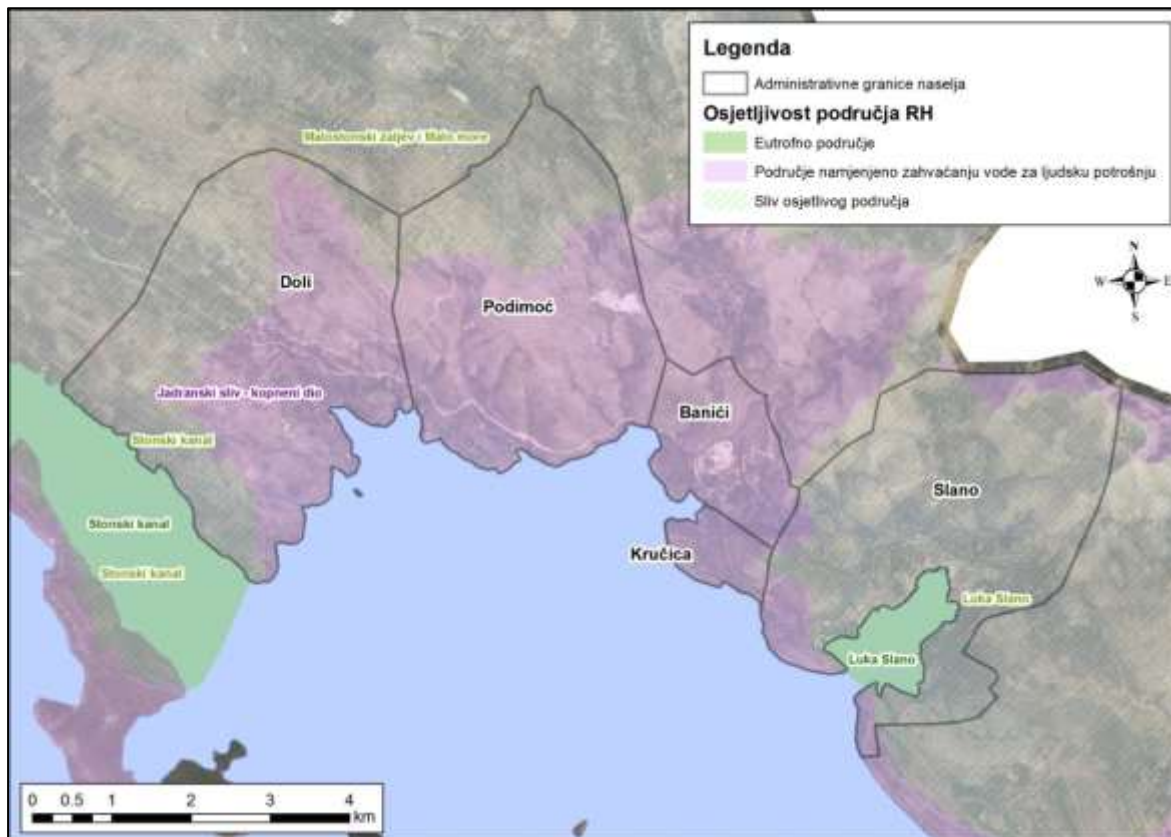 Legenda
Administrativne granice naselja
Osjetljivost područja RH
Eutrofno područje
Područje namjenjeno zahvaćanju vode za ljudsku potrošnju
Sliv osjetlivog područja
N
W E
S
Malostonski zaljev i Malo more
Doli
Podimoć
Jadranski sliv - kopneni dio
Banići
Stonski kanal
Slano
Stonski kanal
Kručica
Stonski kanal
Luka Slano
Luka Slano
0 0.5 1 2 3 4
km